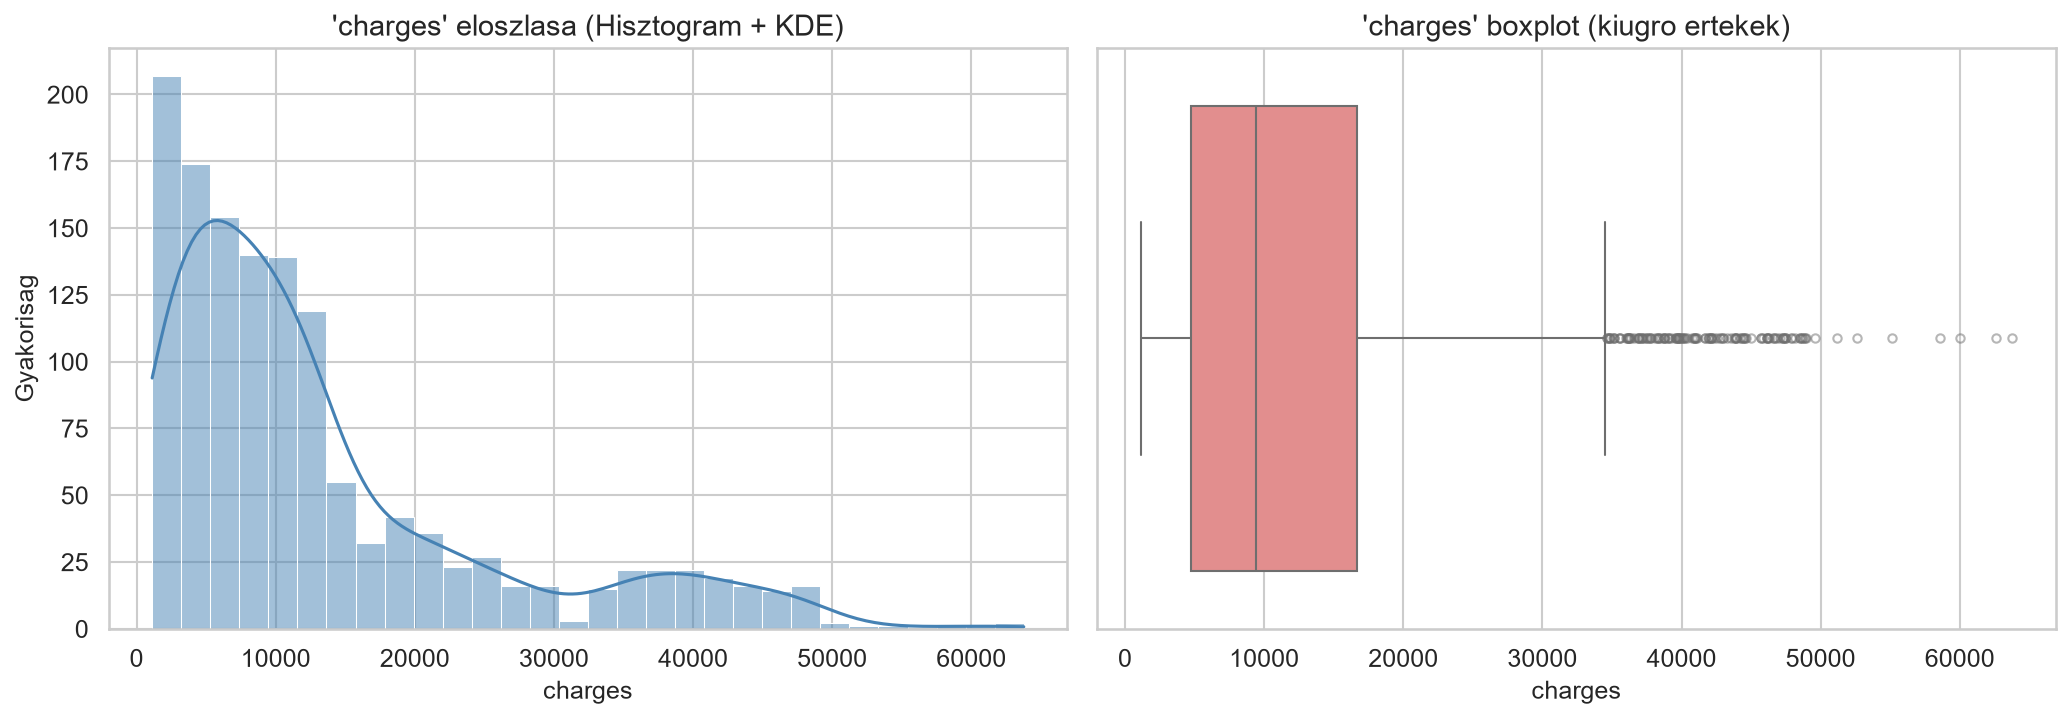 'charges' eloszlasa (Hisztogram + KDE)
Gyakorisag
200
175
150
125
100
75
50
25
0
0 10000 20000 30000 40000 50000 60000
charges
'charges' boxplot (kiugro ertekek)
0 10000 20000 30000 40000 50000 60000
charges